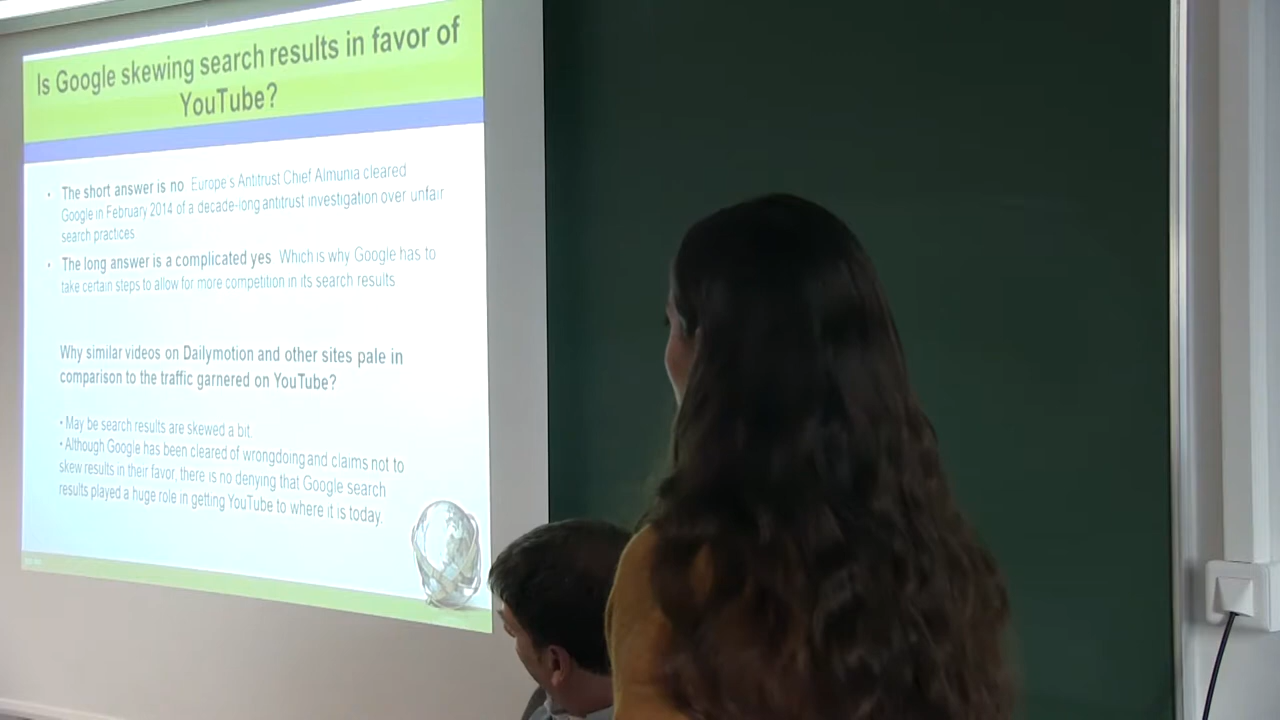 Is Google skewing search results in favor of
YouTube?
• The short answer is no Europe's Antitrust Chief Almunia cleared
Google in February 2014 of a decade-long antitrust investigation over unfair
search practices
• The long answer is a complicated yes Which is why Google has to
take certain steps to allow for more competition in its search results
Why similar videos on Dailymotion and other sites pale in
comparison to the traffic garnered on YouTube?
• May be search results are skewed a bit.
• Although Google has been cleared of wrongdoing and claims not to
skew results in their favor, there is no denying that Google search
results played a huge role in getting YouTube to where it is today.